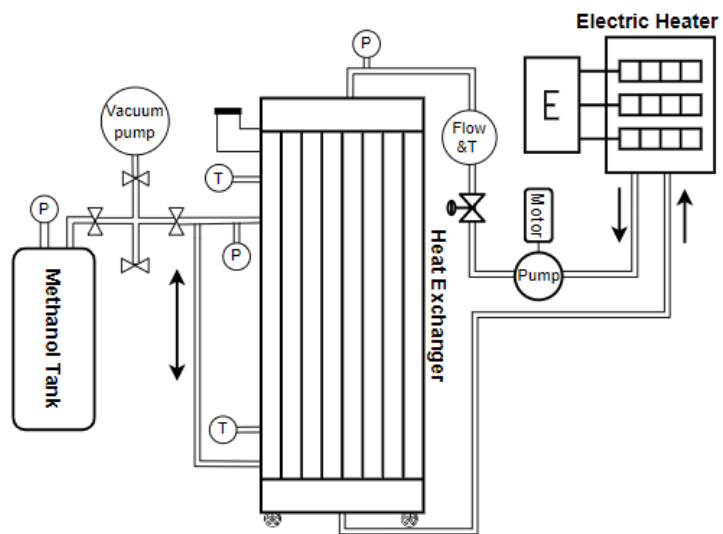 Electric Heater
P
Vacuum
pump
E
Flow
&T
T
P
Motor
P
Pump
Methanol Tank
Heat Exchanger
T